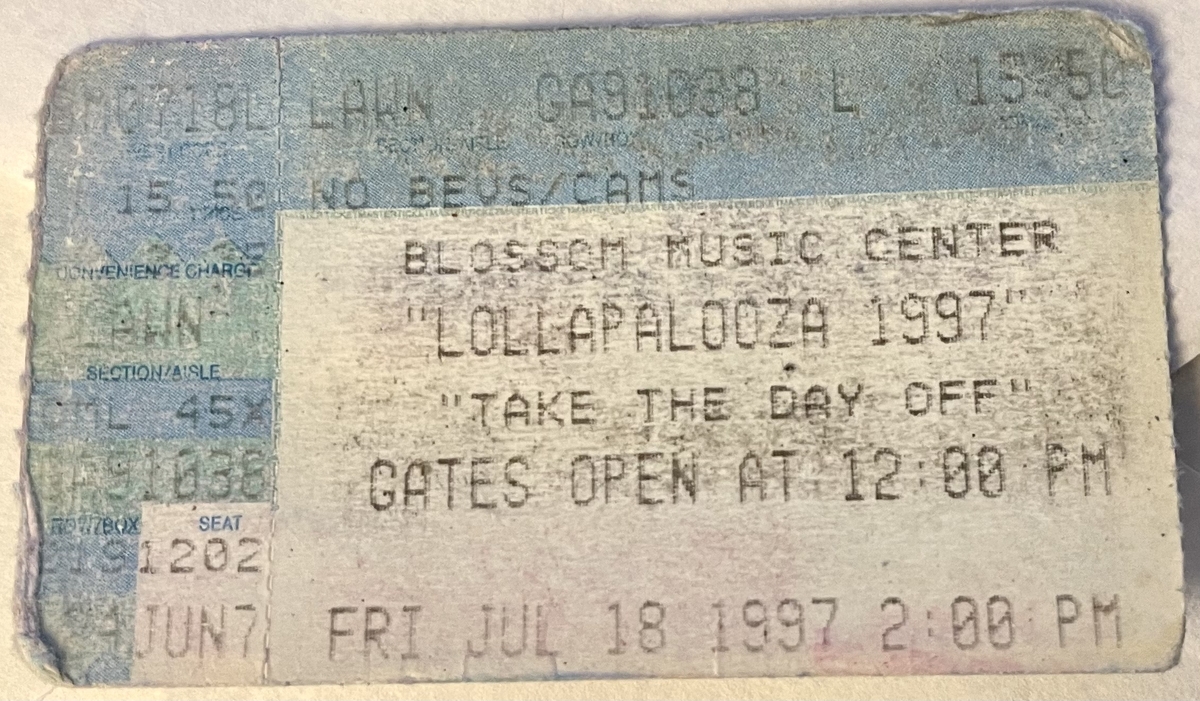 LAWN GA91038 L 15.50
15.50 NO BEVS/CAMS
CONVENIENCE CHARGE
LAWN
SECTION/AISLE
45X
ROW/BOX SEAT
1202
JUN7
BLOSSOM MUSIC CENTER
"LOLLAPALOOZA 1997"
"TAKE THE DAY OFF"
GATES OPEN AT 12:00 PM
FRI JUL 18 1997 2:00 PM